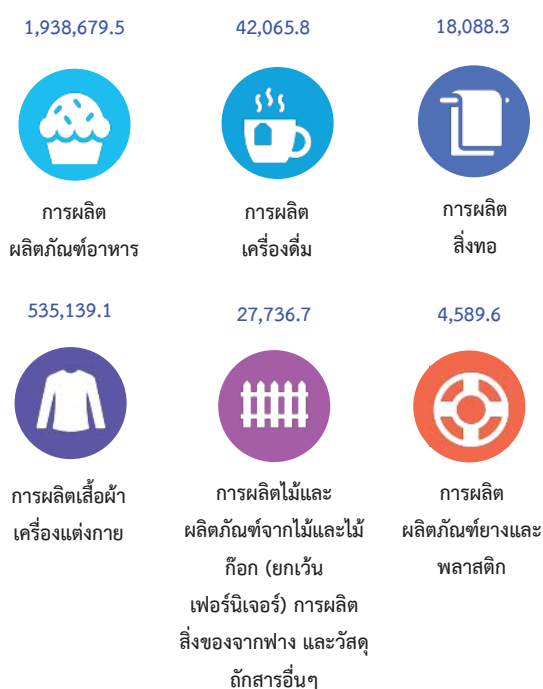 1,938,679.5
การผลิต
ผลิตภัณฑ์อาหาร
42,065.8
การผลิต
เครื่องดื่ม
18,088.3
การผลิต
สิ่งทอ
535,139.1
การผลิตเสื้อผ้า
เครื่องแต่งกาย
27,736.7
การผลิตไม้และ
ผลิตภัณฑ์จากไม้และไม้
ก๊อก (ยกเว้น
เฟอร์นิเจอร์) การผลิต
สิ่งของจากฟาง และวัสดุ
ถักสารอื่นๆ
4,589.6
การผลิต
ผลิตภัณฑ์ยางและ
พลาสติก